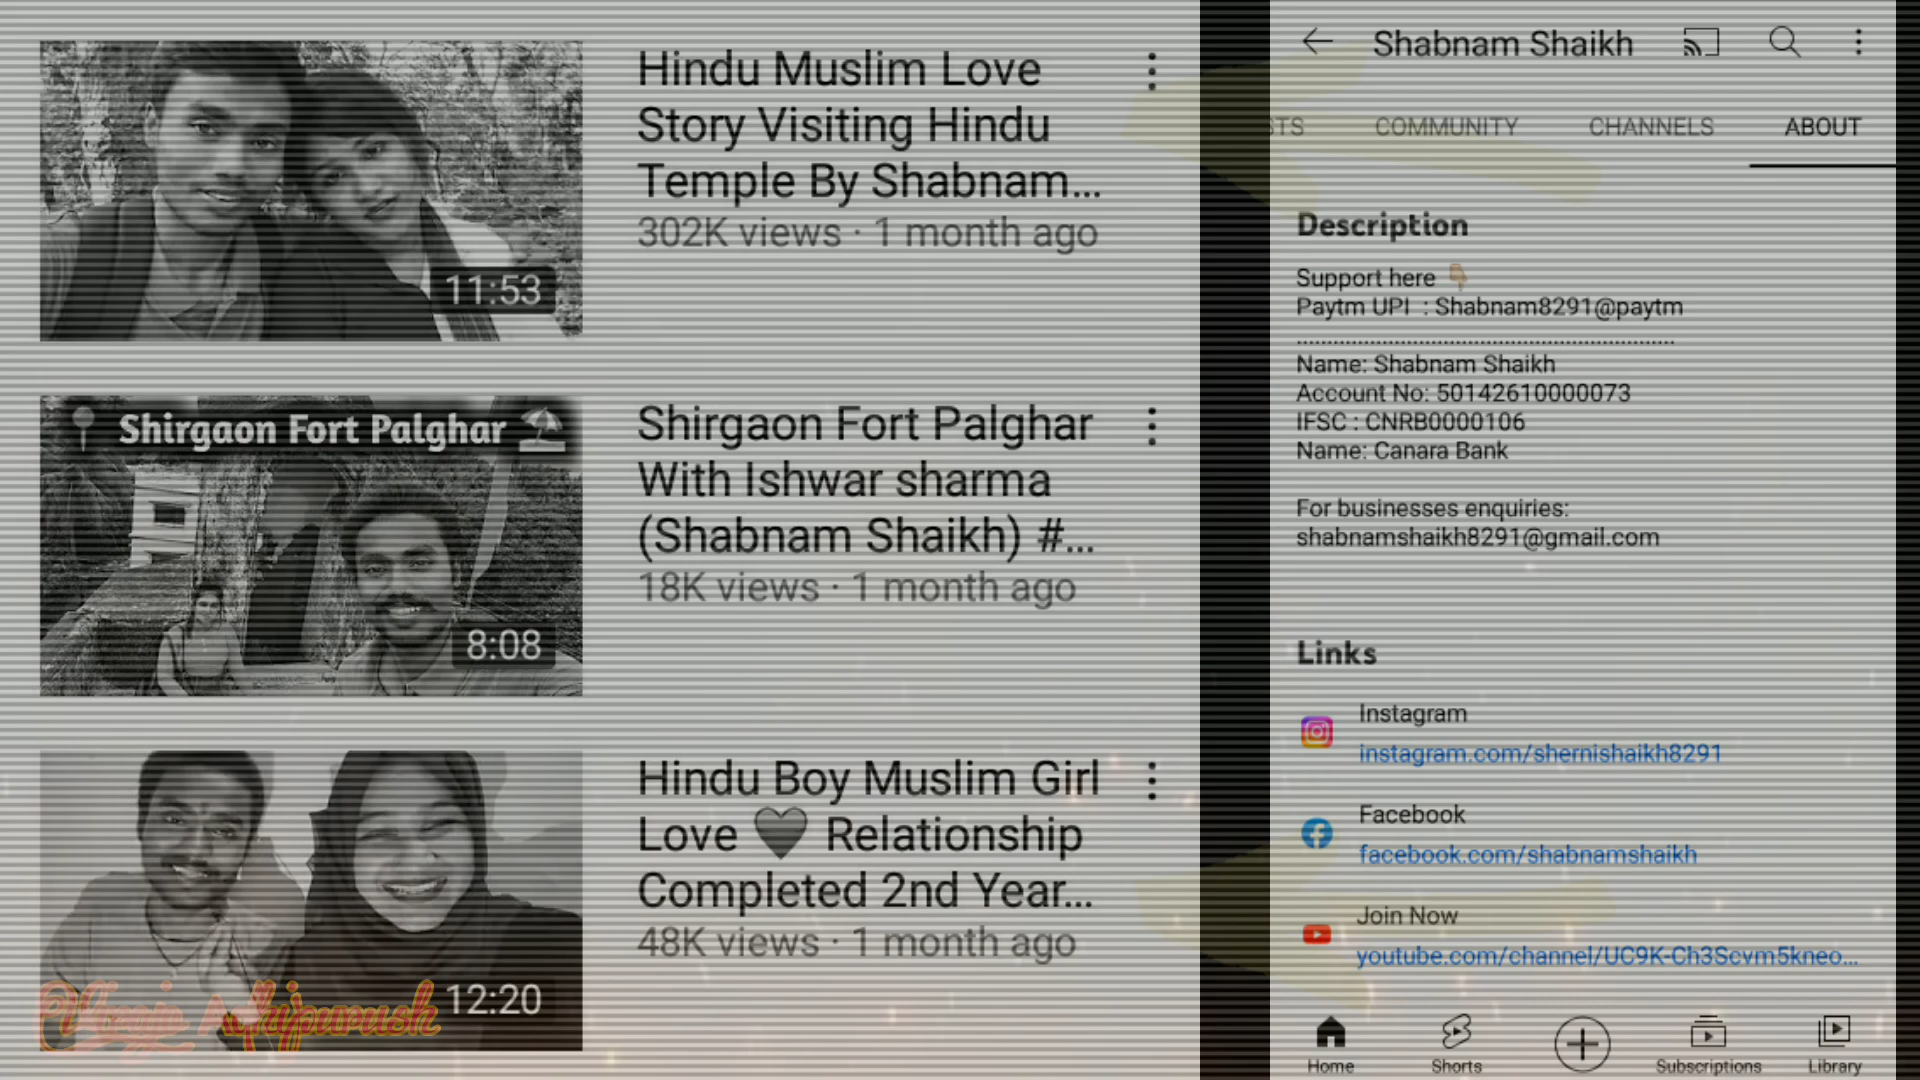 Hindu Muslim Love
Story Visiting Hindu
Temple By Shabnam...
302K views · 1 month ago
11:53
Shirgaon Fort Palghar
Shirgaon Fort Palghar
With Ishwar sharma
(Shabnam Shaikh) #...
18K views · 1 month ago
8:08
Hindu Boy Muslim Girl
Love 🖤 Relationship
Completed 2nd Year...
48K views · 1 month ago
12:20
Adhipurush
Shabnam Shaikh
STS COMMUNITY CHANNELS ABOUT
Description
Support here 👇🏼
Paytm UPI : Shabnam8291@paytm
Name: Shabnam Shaikh
Account No: 50142610000073
IFSC : CNRB0000106
Name: Canara Bank
For businesses enquiries:
shabnamshaikh8291@gmail.com
Links
Instagram
instagram.com/shernishaikh8291
Facebook
facebook.com/shabnamshaikh
Join Now
youtube.com/channel/UC9K-Ch3Scvm5kneo...
Home Shorts Subscriptions Library